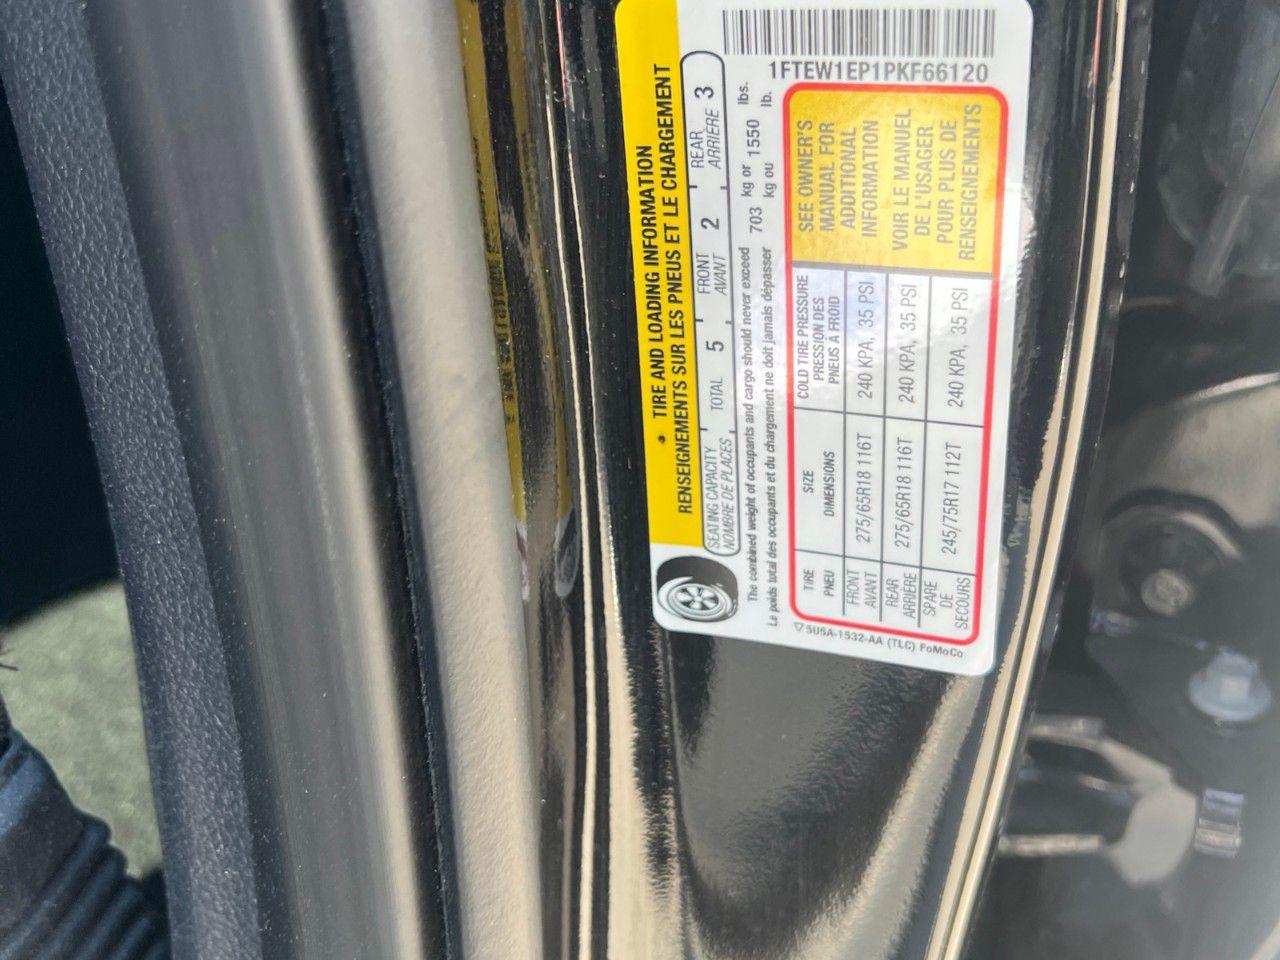 1FTEW1EP1PKF66120
• TIRE AND LOADING INFORMATION
RENSEIGNEMENTS SUR LES PNEUS ET LE CHARGEMENT
SEATING CAPACITY TOTAL 5 FRONT 2 REAR 3
NOMBRE DE PLACES AVANT ARRIÈRE
The combined weight of occupants and cargo should never exceed 703 kg or 1550 lbs.
Le poids total des occupants et du chargement ne doit jamais dépasser kg ou lb.
TIRE SIZE COLD TIRE PRESSURE
PNEU DIMENSIONS PRESSION DES
PNEUS À FROID
FRONT 275/65R18 116T 240 KPA, 35 PSI
AVANT
REAR 275/65R18 116T 240 KPA, 35 PSI
ARRIÈRE
SPARE 245/75R17 112T 240 KPA, 35 PSI
DE
SECOURS
SEE OWNER'S
MANUAL FOR
ADDITIONAL
INFORMATION
VOIR LE MANUEL
DE L'USAGER
POUR PLUS DE
RENSEIGNEMENTS
5U5A-1532-AA (TLC) FoMoCo